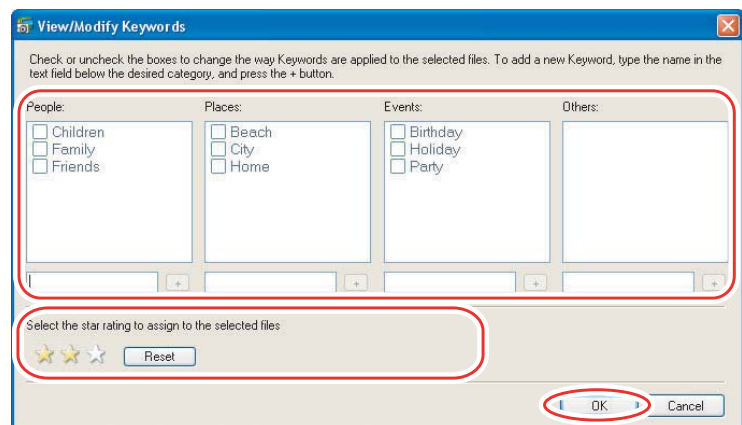 View/Modify Keywords
Check or uncheck the boxes to change the way Keywords are applied to the selected files. To add a new Keyword, type the name in the
text field below the desired category, and press the + button.
People: Places: Events: Others:
Children Beach Birthday
Family City Holiday
Friends Home Party
+ + + +
Select the star rating to assign to the selected files
Reset
OK Cancel